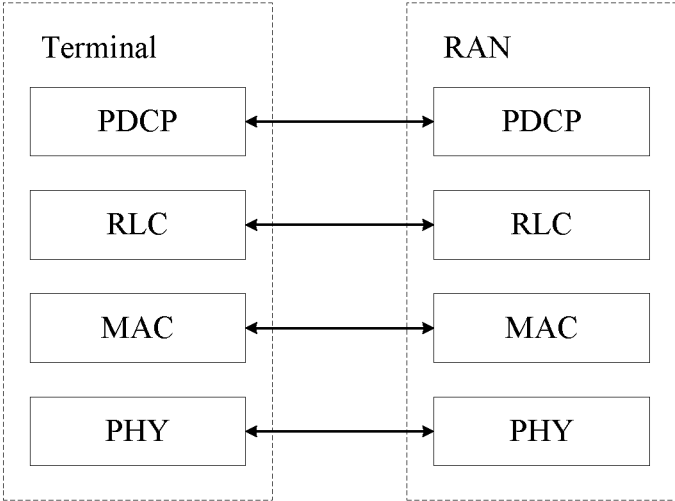 Terminal
RAN
PDCP
PDCP
RLC
RLC
MAC
MAC
PHY
PHY